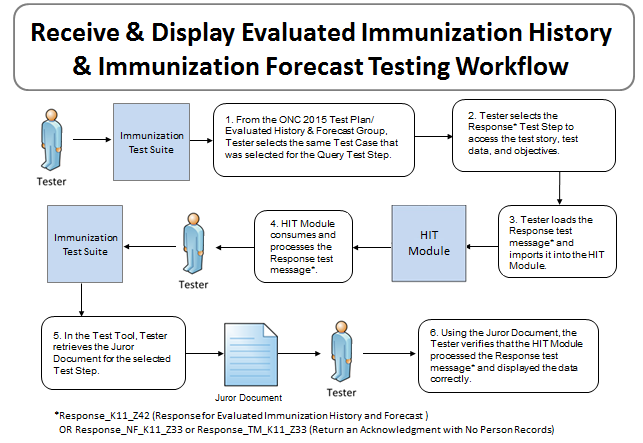 Receive & Display Evaluated Immunization History
& Immunization Forecast Testing Workflow
Tester
Immunization
Test Suite
1. From the ONC 2015 Test Plan/
Evaluated History & Forecast Group,
Tester selects the same Test Case that
was selected for the Query Test Step.
2. Tester selects the
Response* Test Step to
access the test story, test
data, and objectives.
3. Tester loads the
Response test
message* and
imports it into the HIT
Module.
HIT
Module
4. HIT Module
consumes and
processes the
Response test
message*.
Tester
Immunization
Test Suite
5. In the Test Tool, Tester
retrieves the Juror
Document for the selected
Test Step.
Juror Document
Tester
6. Using the Juror Document, the
Tester verifies that the HIT Module
processed the Response test
message* and displayed the data
correctly.
*Response_K11_Z42 (Response for Evaluated Immunization History and Forecast )
OR Response_NF_K11_Z33 or Response_TM_K11_Z33 (Return an Acknowledgment with No Person Records)